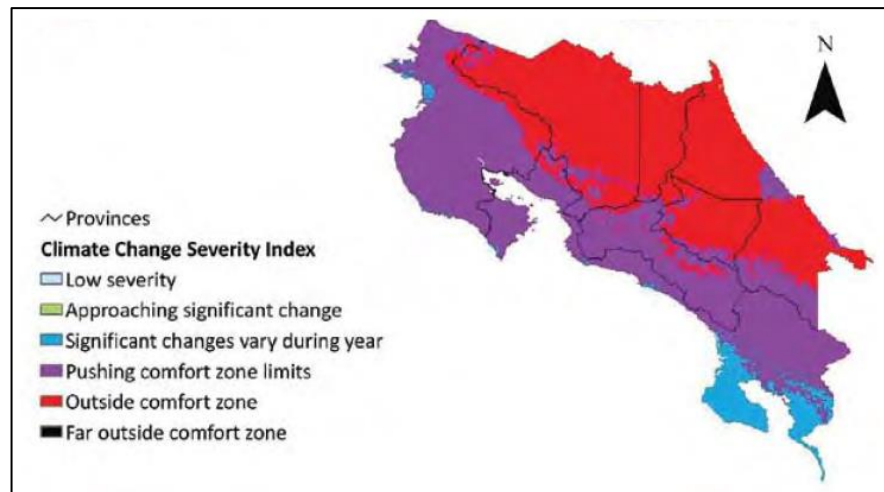 N
Provinces
Climate Change Severity Index
Low severity
Approaching significant change
Significant changes vary during year
Pushing comfort zone limits
Outside comfort zone
Far outside comfort zone